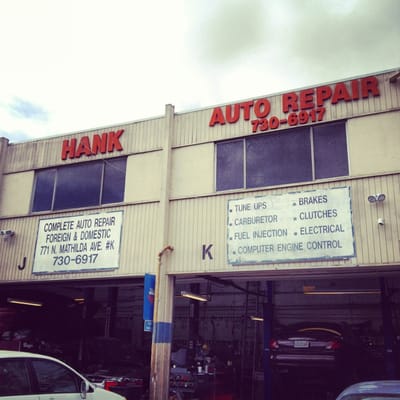 HANK
AUTO REPAIR
730-6917
COMPLETE AUTO REPAIR
FOREIGN & DOMESTIC
771 N. MATHILDA AVE. #K
730-6917
• TUNE UPS • BRAKES
• CARBURETOR • CLUTCHES
• FUEL INJECTION • ELECTRICAL
• COMPUTER ENGINE CONTROL
J
K